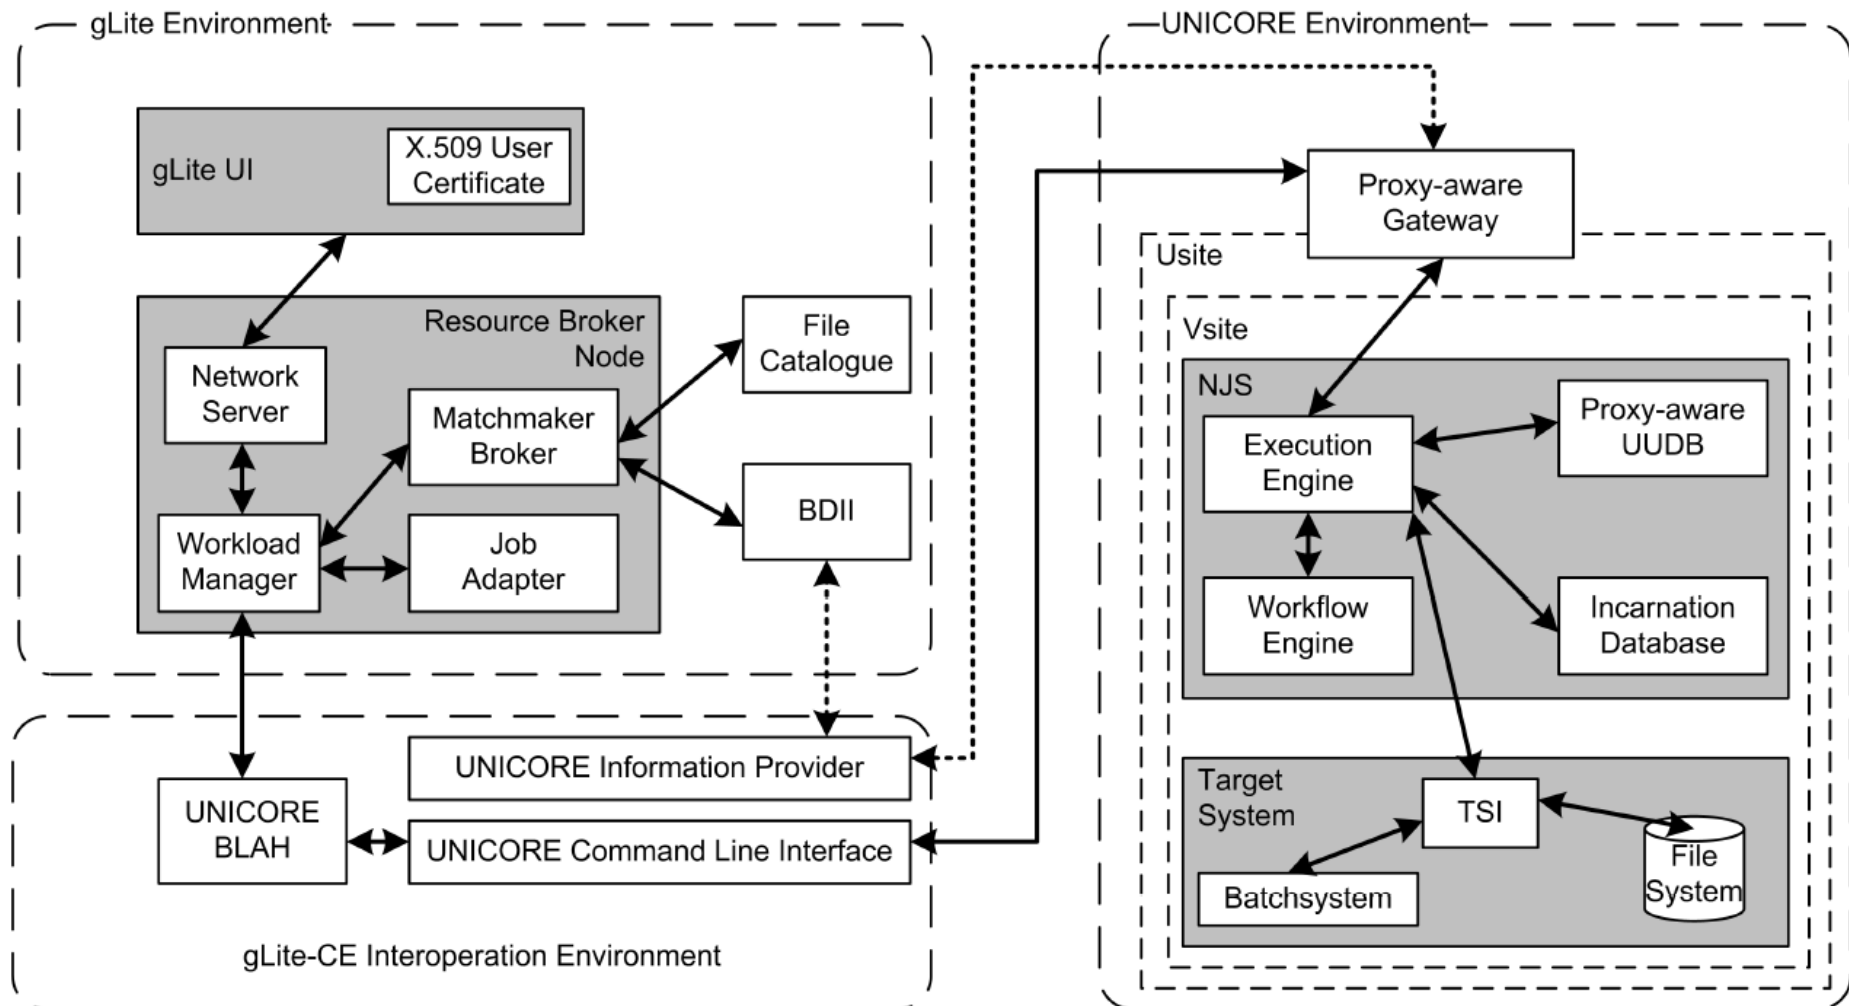 gLite Environment
UNICORE Environment
gLite UI
X.509 User
Certificate
Resource Broker
Node
Network
Server
Matchmaker
Broker
Workload
Manager
Job
Adapter
File
Catalogue
BDII
UNICORE Information Provider
UNICORE
BLAH
UNICORE Command Line Interface
gLite-CE Interoperation Environment
Proxy-aware
Gateway
Usite
Vsite
NJS
Execution
Engine
Proxy-aware
UUDB
Workflow
Engine
Incarnation
Database
Target
System
TSI
Batchsystem
File
System